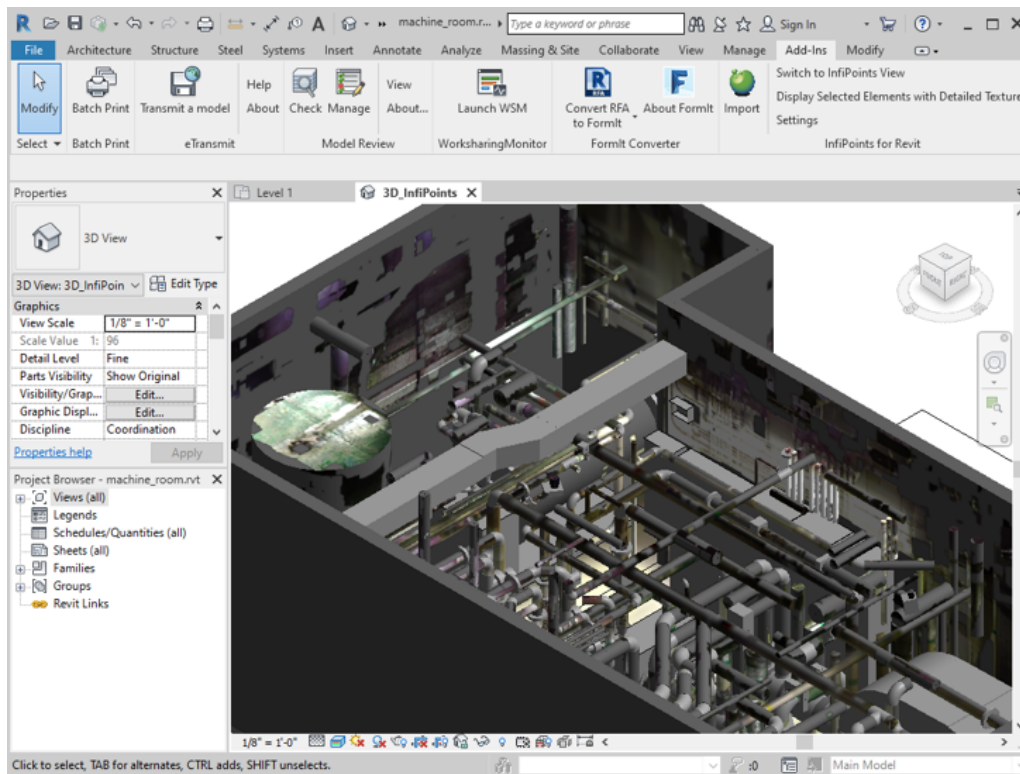 R A machine_room.r... Type a keyword or phrase Sign In
File Architecture Structure Steel Systems Insert Annotate Analyze Massing & Site Collaborate View Manage Add-Ins Modify
Modify Batch Print Transmit a model Help About Check Manage View About... Launch WSM Convert RFA to FormIt About FormIt Import Switch to InfiPoints View
Display Selected Elements with Detailed Texture
Settings
Select Batch Print eTransmit Model Review WorksharingMonitor FormIt Converter InfiPoints for Revit
Properties
Level 1 3D_InfiPoints
3D View
3D View: 3D_InfiPoin Edit Type
Graphics
View Scale 1/8" = 1'-0"
Scale Value 1: 96
Detail Level Fine
Parts Visibility Show Original
Visibility/Grap... Edit...
Graphic Displ... Edit...
Discipline Coordination
Properties help Apply
Project Browser - machine_room.rvt
Views (all)
Legends
Schedules/Quantities (all)
Sheets (all)
Families
Groups
Revit Links
TOP
1/8" = 1'-0"
Click to select, TAB for alternates, CTRL adds, SHIFT unselects. :0 Main Model